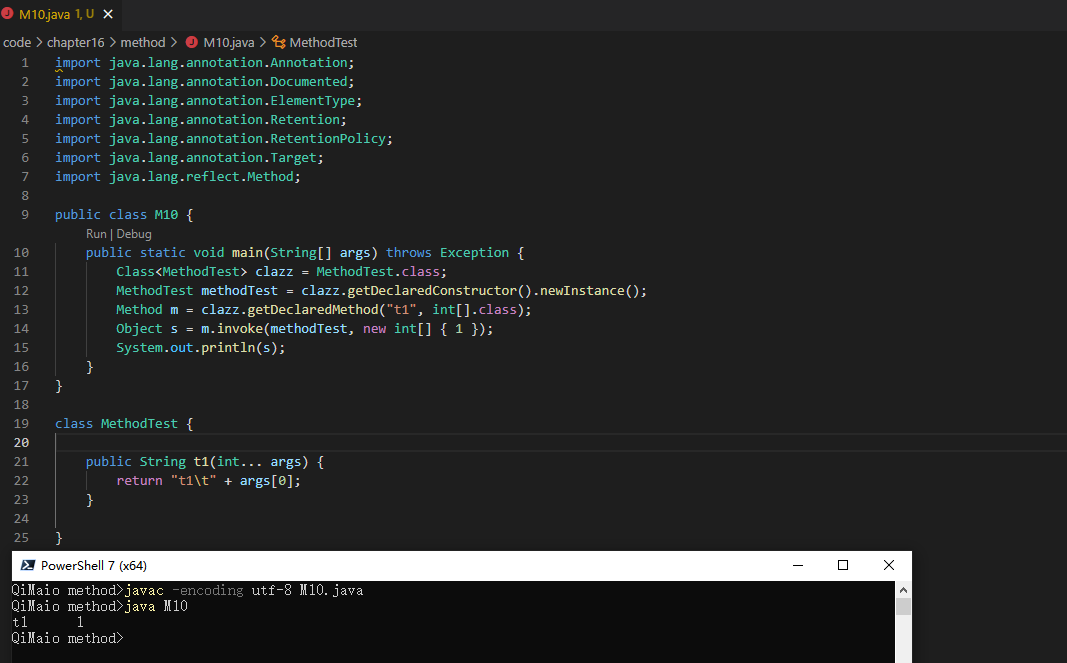 M10.java 1, U
code > chapter16 > method > M10.java > MethodTest
1 import java.lang.annotation.Annotation;
2 import java.lang.annotation.Documented;
3 import java.lang.annotation.ElementType;
4 import java.lang.annotation.Retention;
5 import java.lang.annotation.RetentionPolicy;
6 import java.lang.annotation.Target;
7 import java.lang.reflect.Method;
8
9 public class M10 {
Run | Debug
10 public static void main(String[] args) throws Exception {
11 Class<MethodTest> clazz = MethodTest.class;
12 MethodTest methodTest = clazz.getDeclaredConstructor().newInstance();
13 Method m = clazz.getDeclaredMethod("t1", int[].class);
14 Object s = m.invoke(methodTest, new int[] { 1 });
15 System.out.println(s);
16 }
17 }
18
19 class MethodTest {
20
21 public String t1(int... args) {
22 return "t1\t" + args[0];
23 }
24
25 }
PowerShell 7 (x64)
QiMaio method>javac -encoding utf-8 M10.java
QiMaio method>java M10
t1 1
QiMaio method>